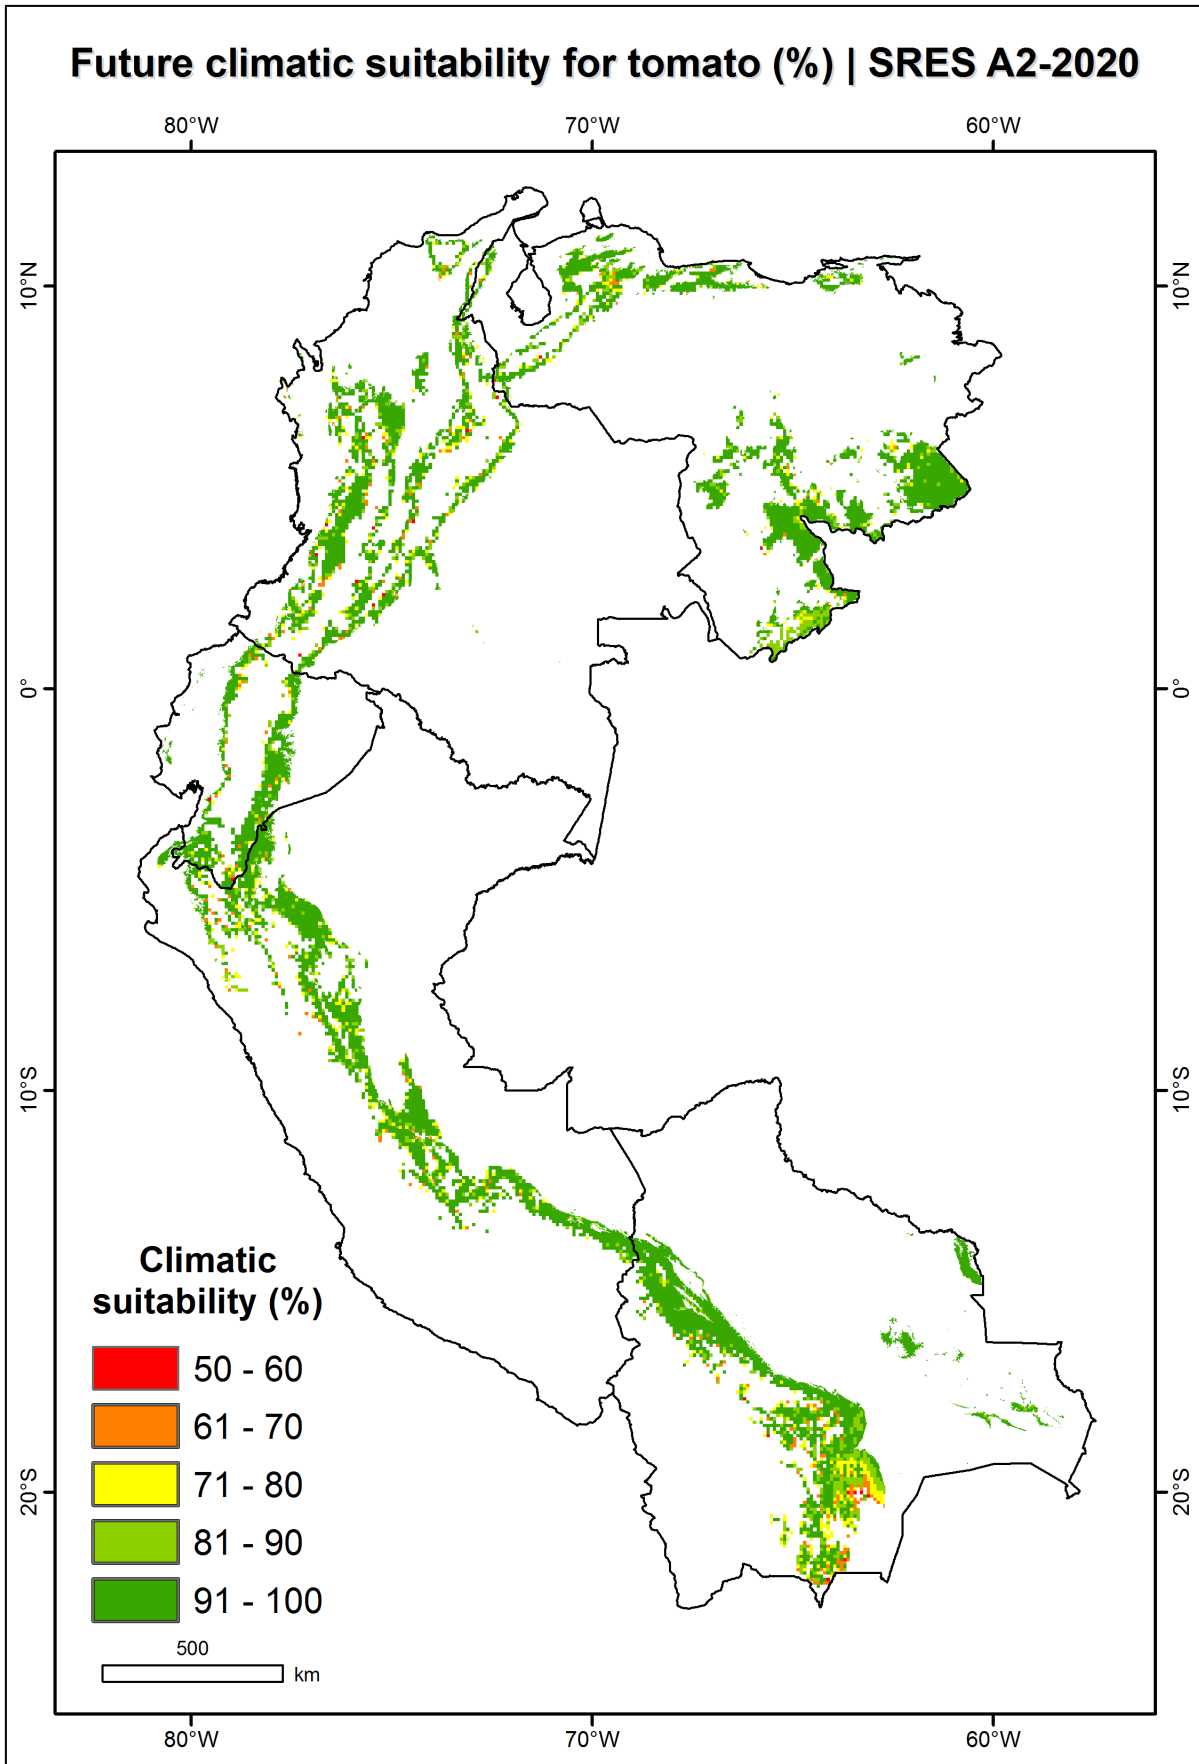 Future climatic suitability for tomato (%) | SRES A2-2020
80°W 70°W 60°W
10°N 10°N
0° 0°
10°S 10°S
Climatic
suitability (%)
50 - 60
61 - 70
71 - 80
20°S 20°S
81 - 90
91 - 100
500
km
80°W 70°W 60°W